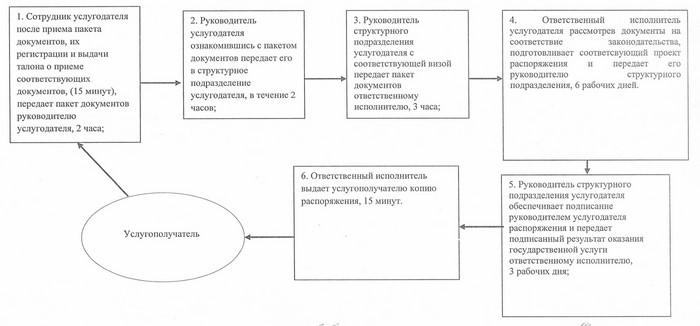 1. Сотрудник услугодателя
после приема пакета
документов, их
регистрации и выдачи
талона о приеме
соответствующих
документов, (15 минут),
передает пакет документов
руководителю
услугодателя, 2 часа;
2. Руководитель
услугодателя
ознакомившись с пакетом
документов передает его
в структурное
подразделение
услугодателя, в течение 2
часов;
3. Руководитель
структурного
подразделения
услугодателя с
соответствующей визой
передает пакет
документов
ответственному
исполнителю, 3 часа;
4. Ответственный исполнитель
услугодателя рассмотрев документы на
соответствие законодательства,
подготовливает соответсвующий проект
распоряжения и передает его
руководителю структурного
подразделения, 6 рабочих дней.
5. Руководитель структурного
подразделения услугодателя
обеспечивает подписание
руководителем услугодателя
распоряжения и передает
подписанный результат оказания
государственной услуги
ответственному исполнителю,
3 рабочих дня;
6. Ответственный исполнитель
выдает услугополучателю копию
распоряжения, 15 минут.
Услугополучатель